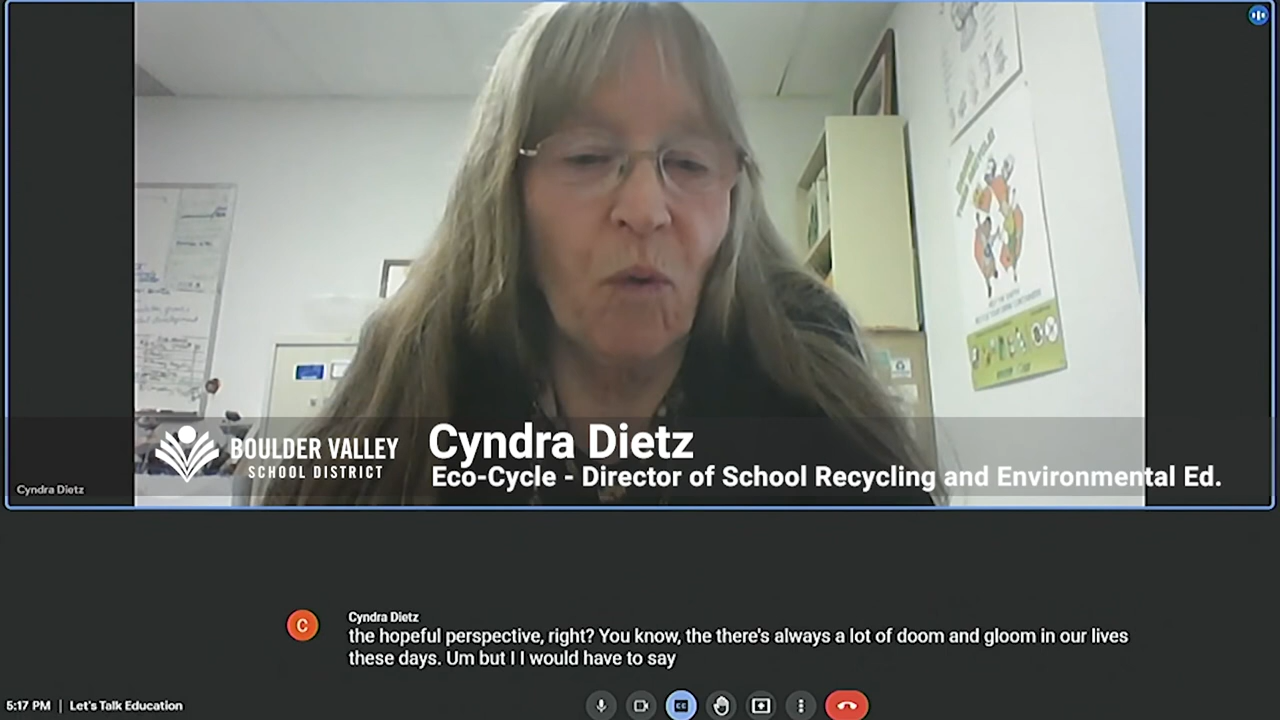 BOULDER VALLEY
SCHOOL DISTRICT
Cyndra Dietz
Eco-Cycle - Director of School Recycling and Environmental Ed.
Cyndra Dietz
C
Cyndra Dietz
the hopeful perspective, right? You know, the there's always a lot of doom and gloom in our lives
these days. Um but I I would have to say
5:17 PM | Let's Talk Education
CC